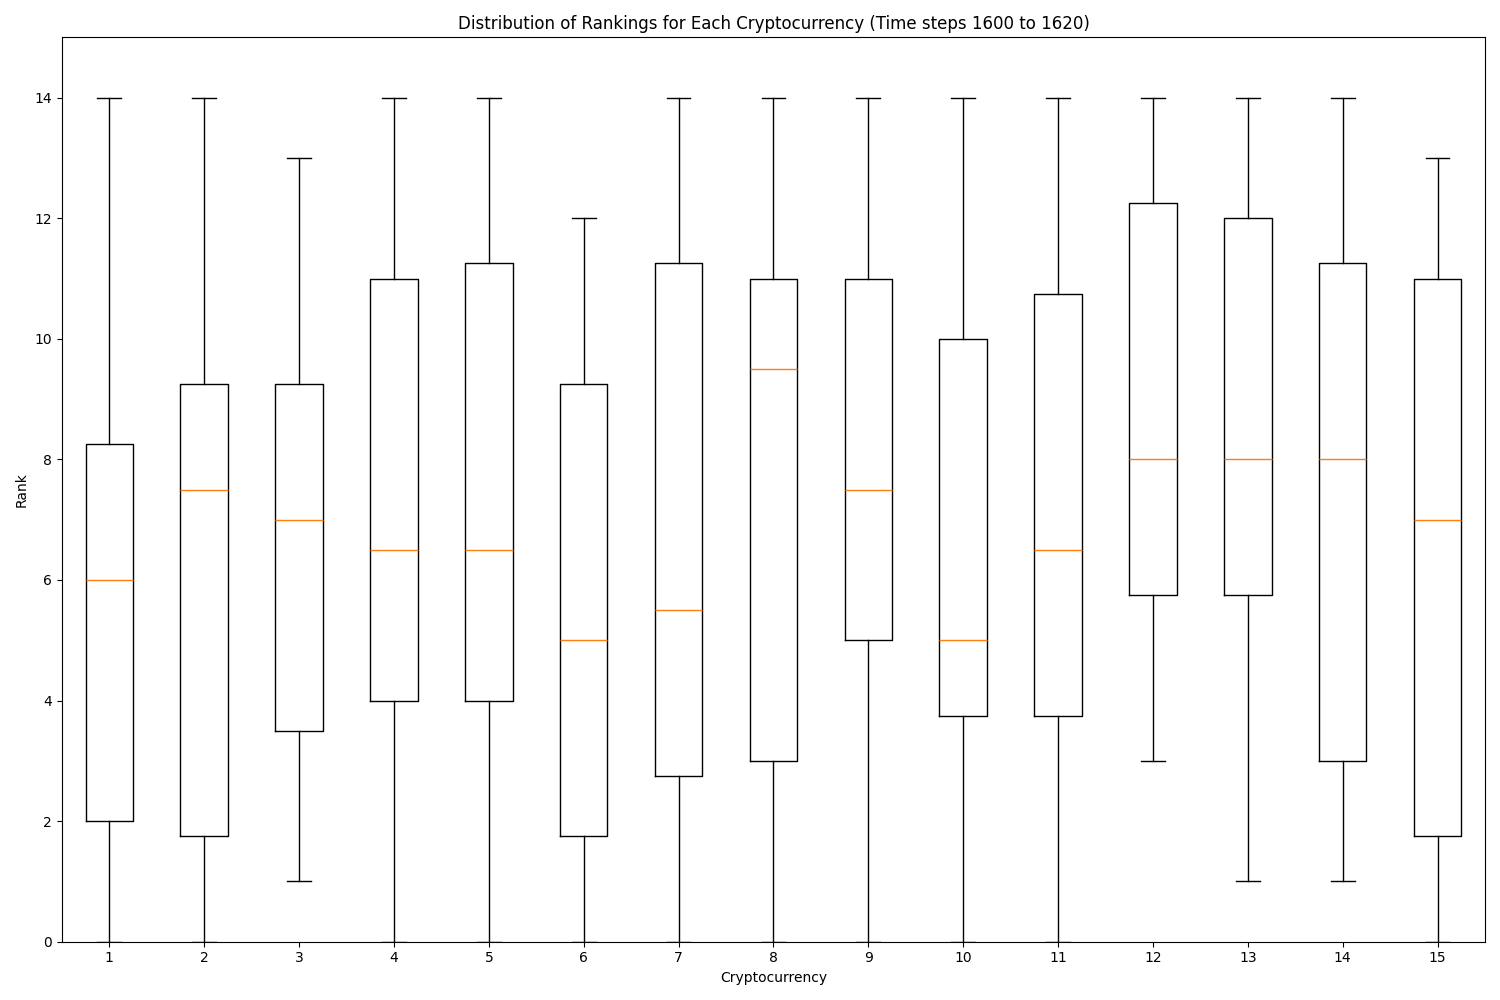 Distribution of Rankings for Each Cryptocurrency (Time steps 1600 to 1620)
14
12
10
8
6
4
2
0
Rank
1 2 3 4 5 6 7 8 9 10 11 12 13 14 15
Cryptocurrency